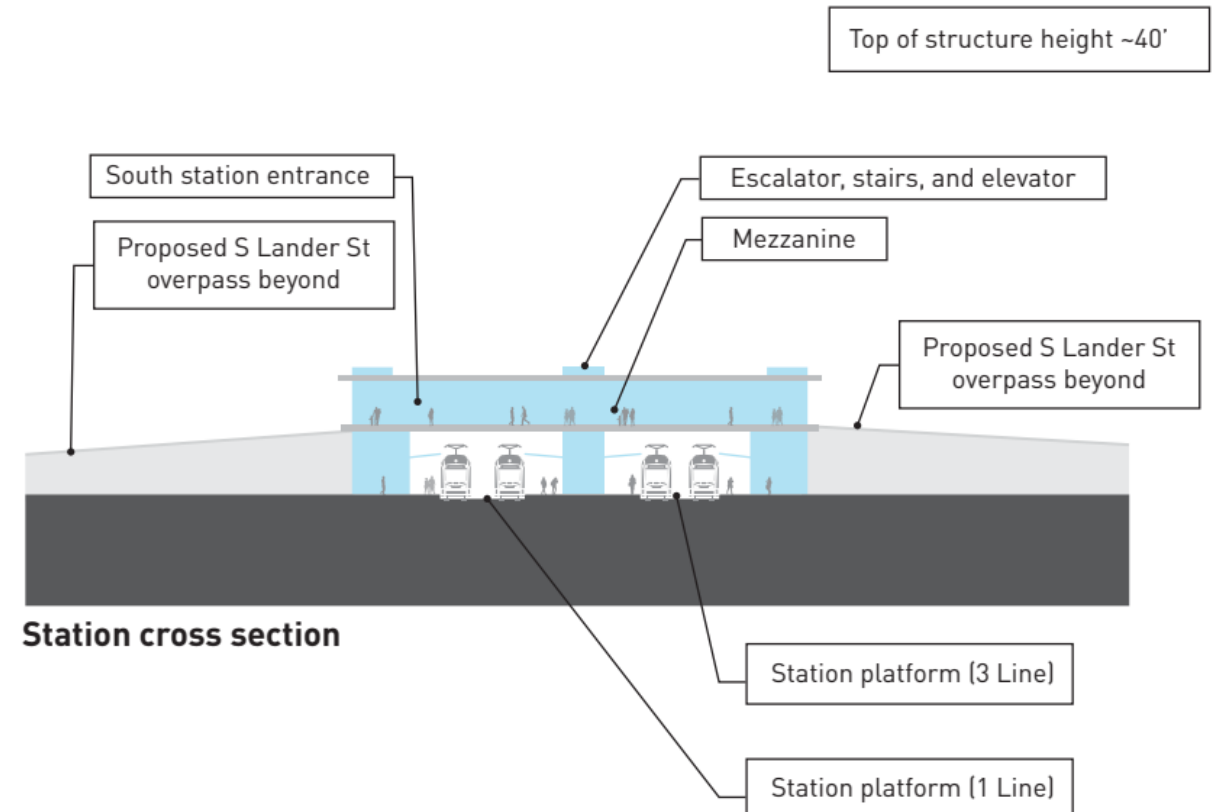 Top of structure height ~40’
South station entrance
Escalator, stairs, and elevator
Proposed S Lander St
overpass beyond
Mezzanine
Proposed S Lander St
overpass beyond
Station cross section
Station platform (3 Line)
Station platform (1 Line)